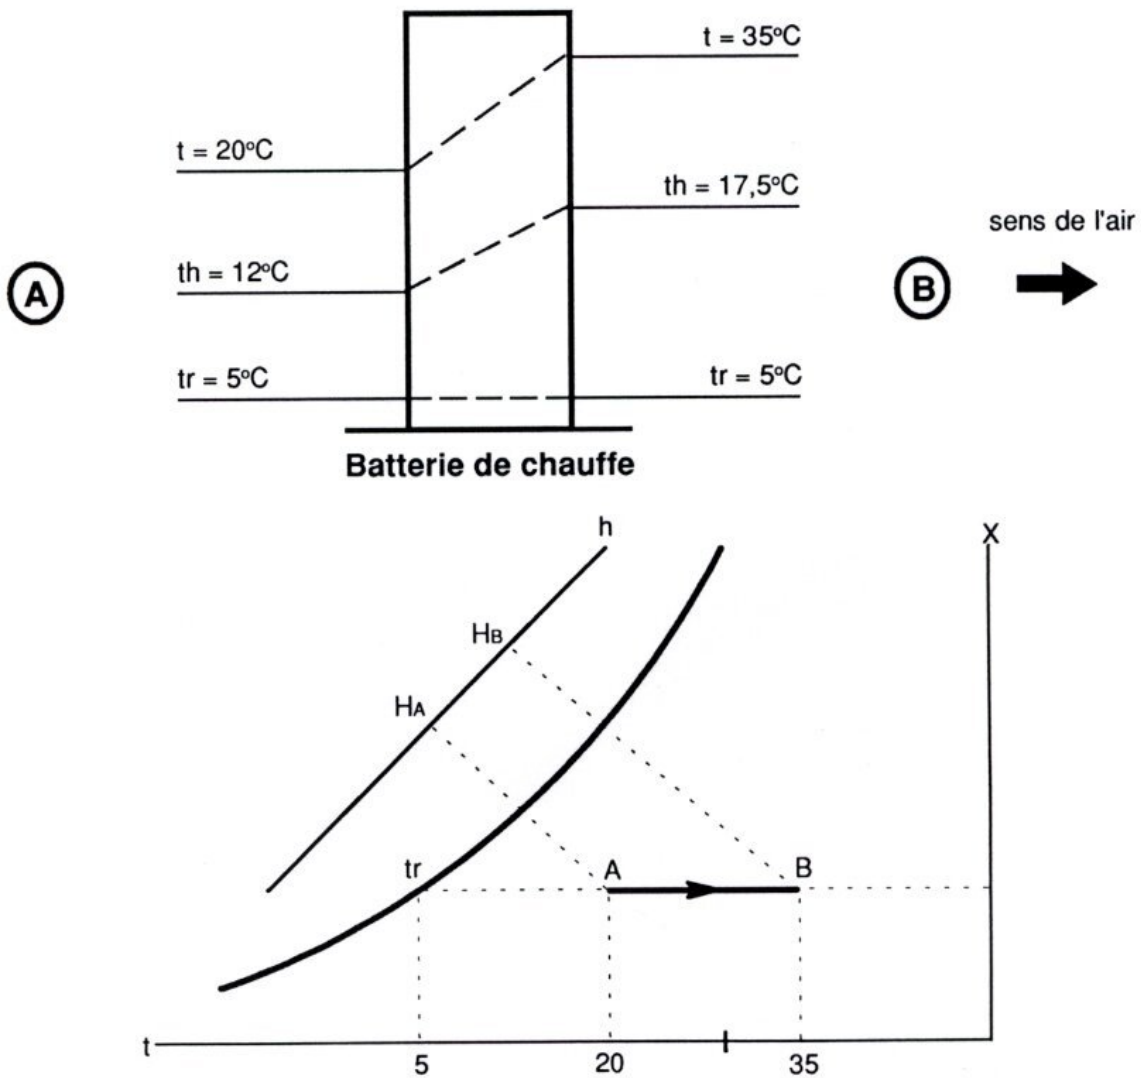 t = 35°C
t = 20°C
th = 17,5°C
sens de l'air
th = 12°C
A
B
tr = 5°C
tr = 5°C
Batterie de chauffe
h
X
HB
HA
tr
A
B
t
5
20
35